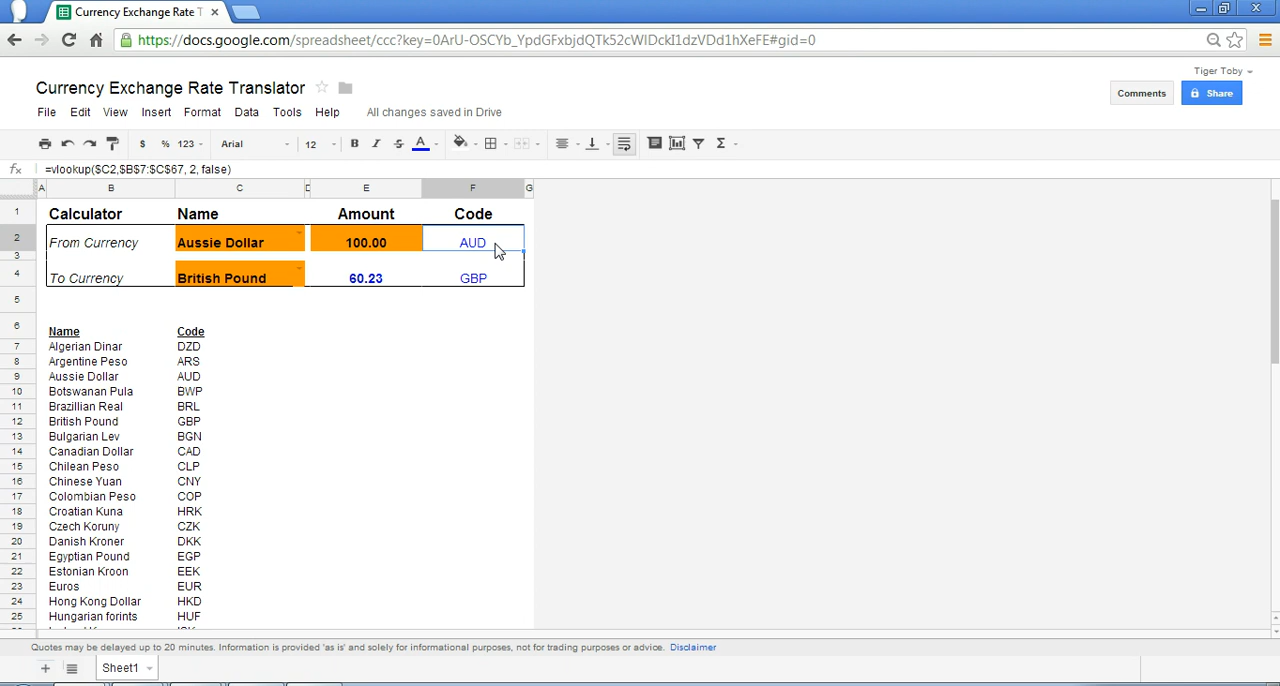 Currency Exchange Rate T
https://docs.google.com/spreadsheet/ccc?key=0ArU-OSCYb_YpdGFxbjdQTk52cWlDckI1dzVDd1hXeFE#gid=0
Tiger Toby
Currency Exchange Rate Translator
Comments
Share
File Edit View Insert Format Data Tools Help All changes saved in Drive
$ % 123 Arial 12 B I S A Σ
fx =vlookup($C2,$B$7:$C$67, 2, false)
A B C D E F G
1 Calculator Name Amount Code
2 From Currency Aussie Dollar 100.00 AUD
3
4 To Currency British Pound 60.23 GBP
5
6 Name Code
7 Algerian Dinar DZD
8 Argentine Peso ARS
9 Aussie Dollar AUD
10 Botswanan Pula BWP
11 Brazillian Real BRL
12 British Pound GBP
13 Bulgarian Lev BGN
14 Canadian Dollar CAD
15 Chilean Peso CLP
16 Chinese Yuan CNY
17 Colombian Peso COP
18 Croatian Kuna HRK
19 Czech Koruny CZK
20 Danish Kroner DKK
21 Egyptian Pound EGP
22 Estonian Kroon EEK
23 Euros EUR
24 Hong Kong Dollar HKD
25 Hungarian forints HUF
Quotes may be delayed up to 20 minutes. Information is provided 'as is' and solely for informational purposes, not for trading purposes or advice. Disclaimer
+ Sheet1